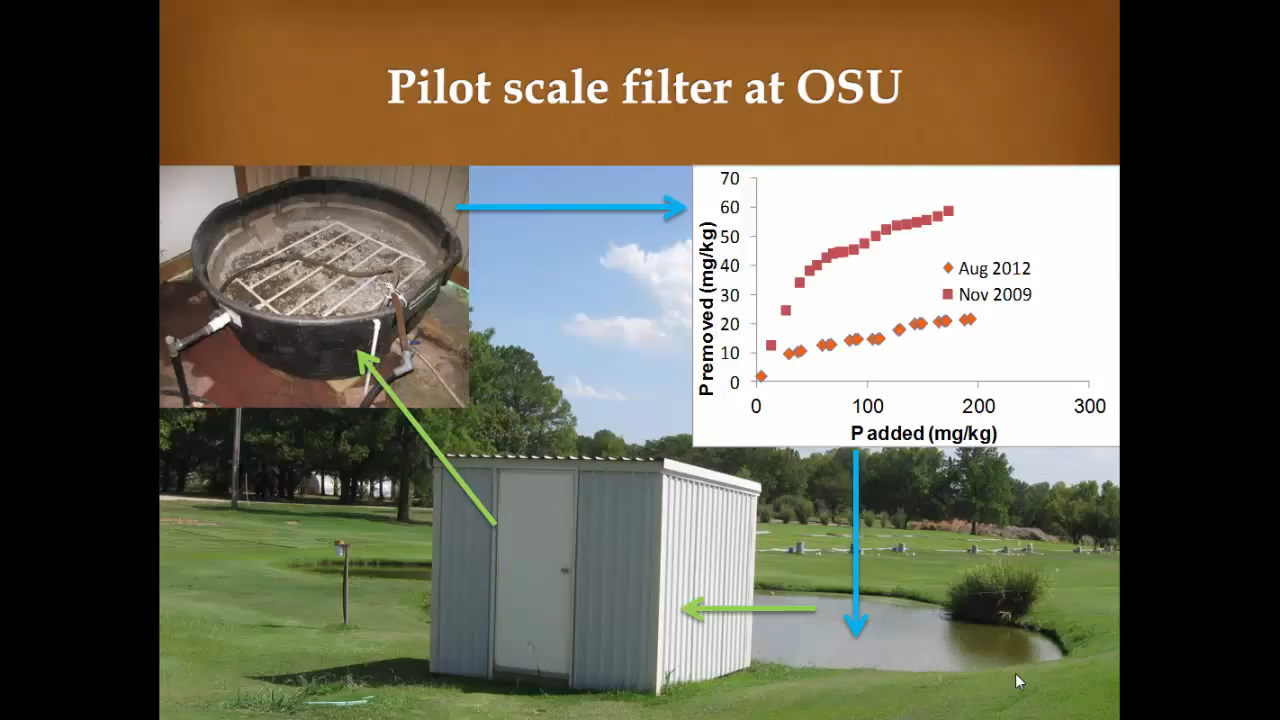 Pilot scale filter at OSU
70
60
50
40
30
20
10
0
P removed (mg/kg)
Aug 2012
Nov 2009
0 100 200 300
P added (mg/kg)